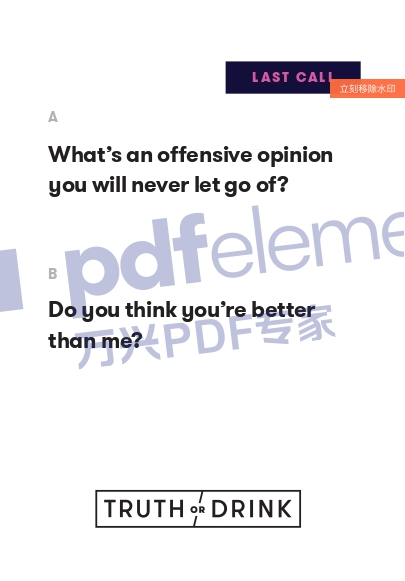 LAST CALL
立刻移除水印
A
What's an offensive opinion
you will never let go of?
pdfeleme
B
Do you think you're better
than me?
万兴PDF专家
TRUTH OR DRINK